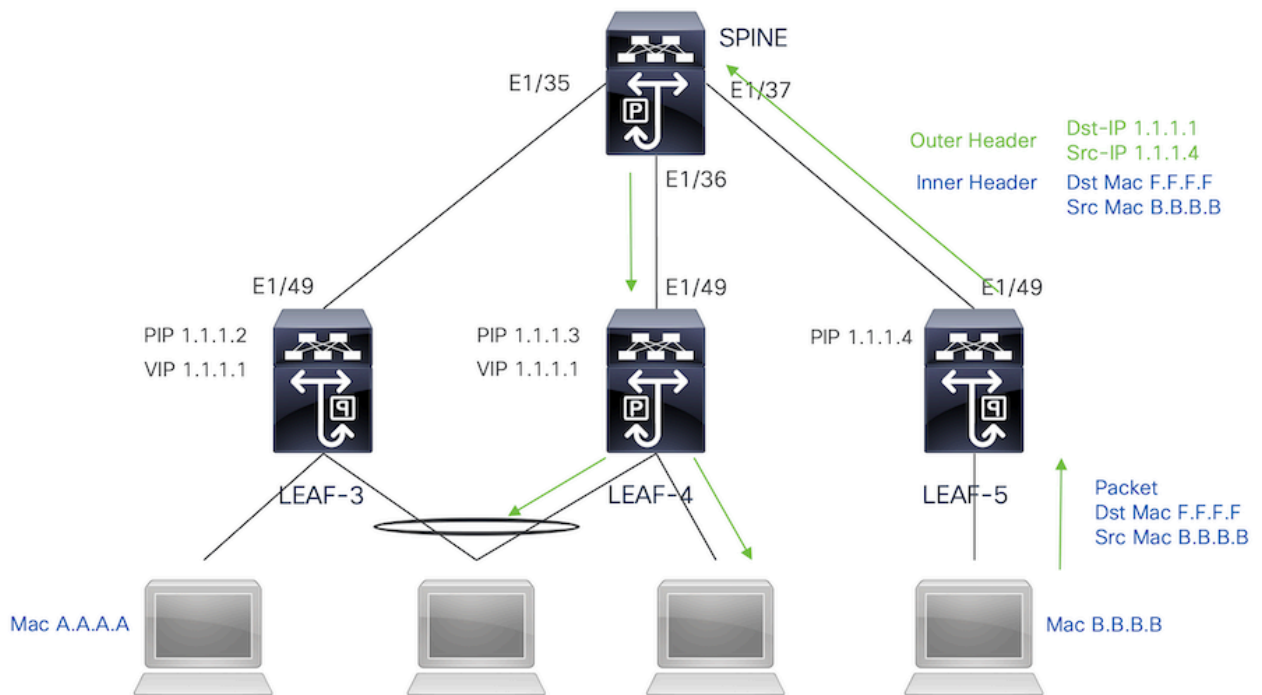 SPINE
E1/35
E1/37
Outer Header
Dst-IP 1.1.1.1
Src-IP 1.1.1.4
Inner Header
Dst Mac F.F.F.F
Src Mac B.B.B.B
E1/36
E1/49
E1/49
E1/49
PIP 1.1.1.2
VIP 1.1.1.1
PIP 1.1.1.3
VIP 1.1.1.1
PIP 1.1.1.4
P
P
P
P
LEAF-3
LEAF-4
LEAF-5
Packet
Dst Mac F.F.F.F
Src Mac B.B.B.B
Mac A.A.A.A
Mac B.B.B.B